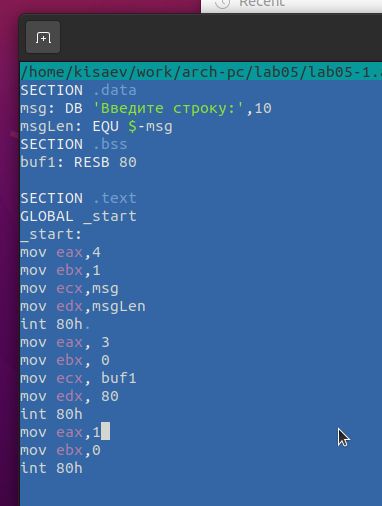 Recent
/home/kisaev/work/arch-pc/lab05/lab05-1.
SECTION .data
msg: DB 'Введите строку:',10
msgLen: EQU $-msg
SECTION .bss
buf1: RESB 80
SECTION .text
GLOBAL _start
_start:
mov eax,4
mov ebx,1
mov ecx,msg
mov edx,msgLen
int 80h.
mov eax, 3
mov ebx, 0
mov ecx, buf1
mov edx, 80
int 80h
mov eax,1
mov ebx,0
int 80h